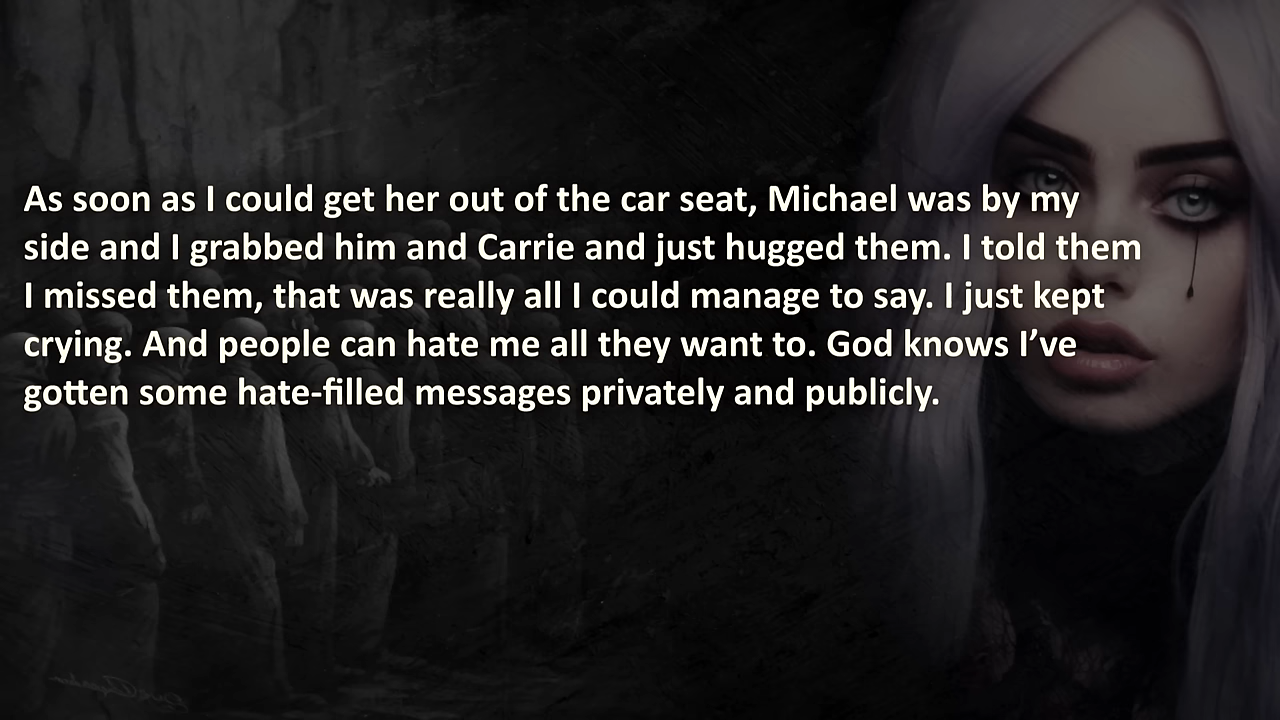 As soon as I could get her out of the car seat, Michael was by my
side and I grabbed him and Carrie and just hugged them. I told them
I missed them, that was really all I could manage to say. I just kept
crying. And people can hate me all they want to. God knows I’ve
gotten some hate-filled messages privately and publicly.